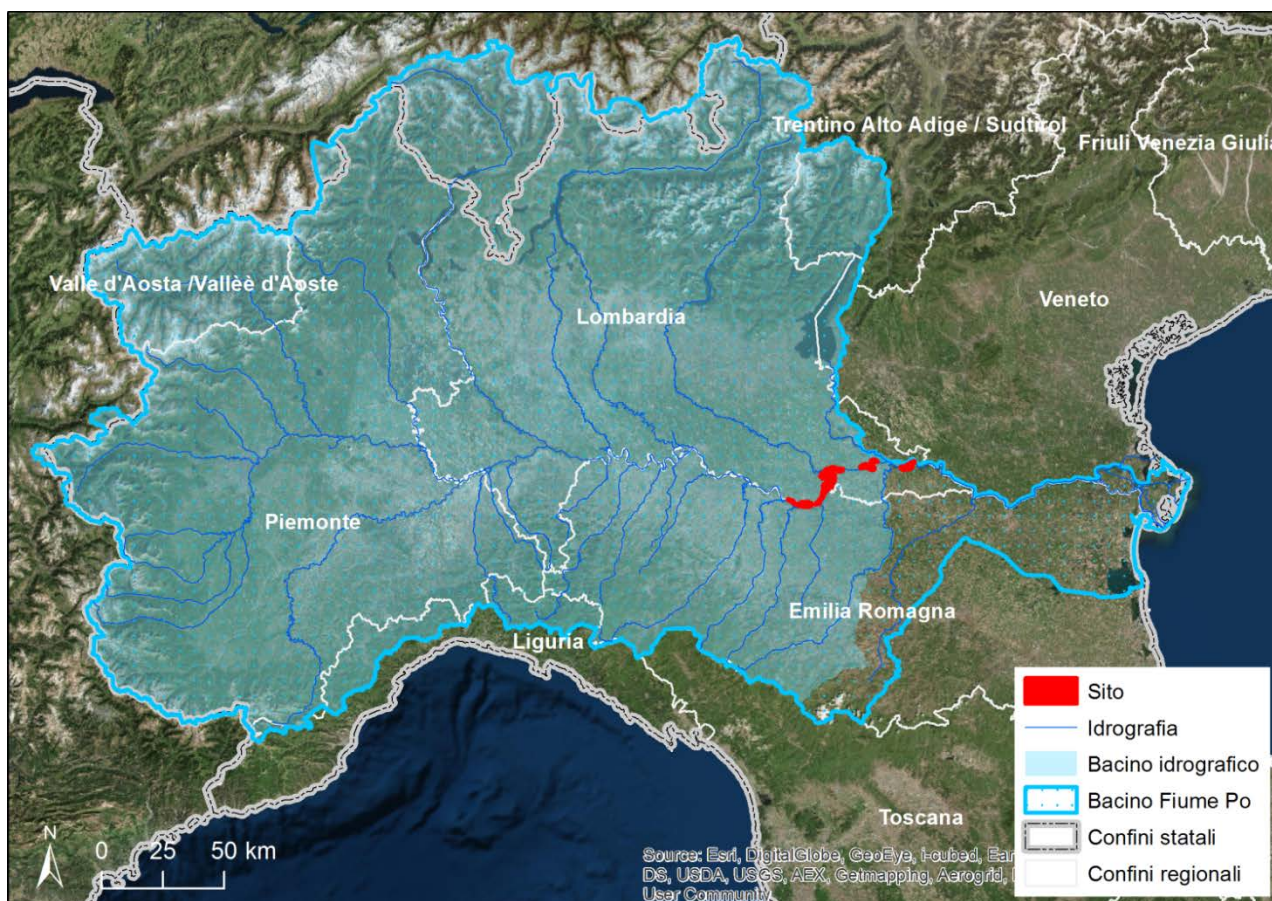 Trentino Alto Adige / Sudtirol
Friuli Venezia Giulia
Valle d'Aosta /Vallèè d'Aoste
Veneto
Lombardia
Piemonte
Emilia Romagna
Liguria
Toscana
Sito
Idrografia
Bacino idrografico
Bacino Fiume Po
Confini statali
Confini regionali
N
0 25 50 km
Source: Esri, DigitalGlobe, GeoEye, i-cubed,
DS, USDA, USGS, AEX, Getmapping, Aerogrid,
User Community